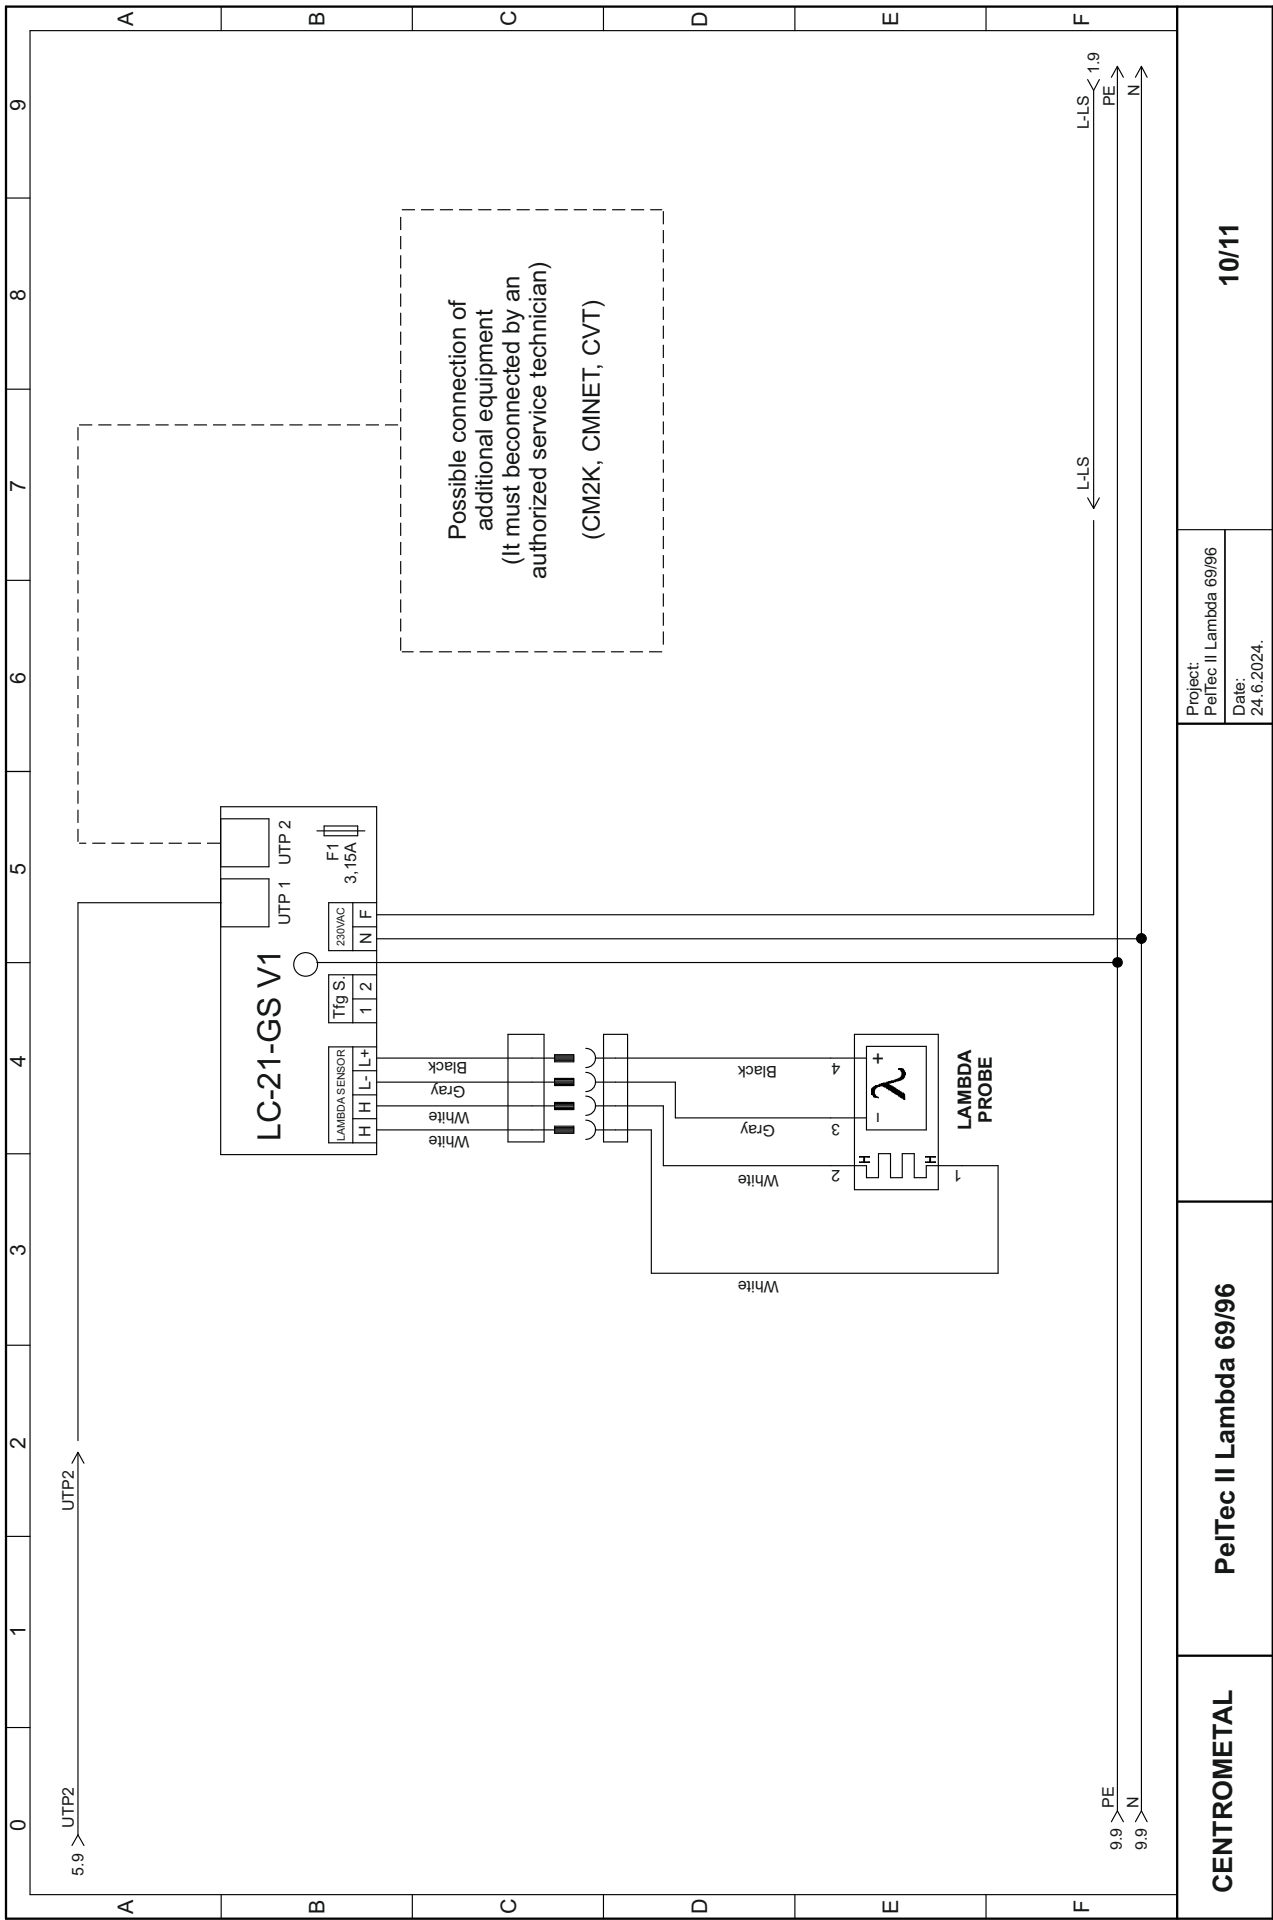 0 1 2 3 4 5 6 7 8 9
A
B
C
D
E
F
A
B
C
D
E
F
5.9
UTP2
UTP2
LC-21-GS V1
UTP 1
UTP 2
F1
3,15A
LAMBDA SENSOR
H H L- L+
Tfg S.
1 2
230VAC
N F
White
White
Gray
Black
Possible connection of
additional equipment
(It must beconnected by an
authorized service technician)
(CM2K, CMNET, CVT)
White
White
Gray
Black
1
2
3
4
H
H
λ
− +
LAMBDA
PROBE
L-LS
L-LS
1.9
9.9 PE
PE
9.9 N
N
CENTROMETAL
PelTec II Lambda 69/96
Project:
PelTec II Lambda 69/96
Date:
24.6.2024.
10/11